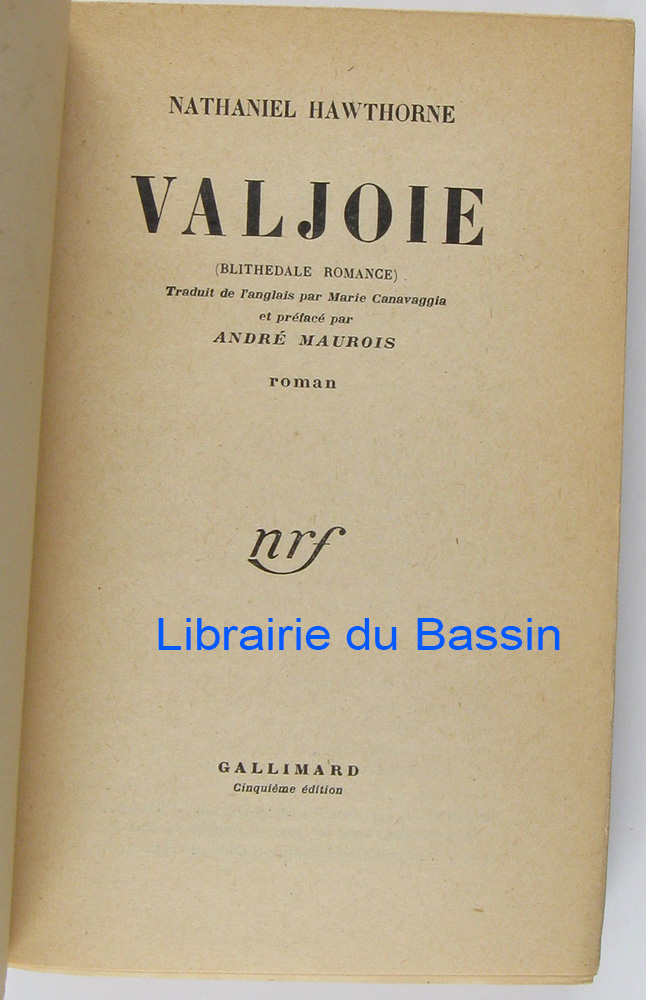 NATHANIEL HAWTHORNE
VALJOIE
(BLITHEDALE ROMANCE)
Traduit de l'anglais par Marie Canavaggia
et préfacé par
ANDRÉ MAUROIS
roman
nrf
Librairie du Bassin
GALLIMARD
Cinquième édition